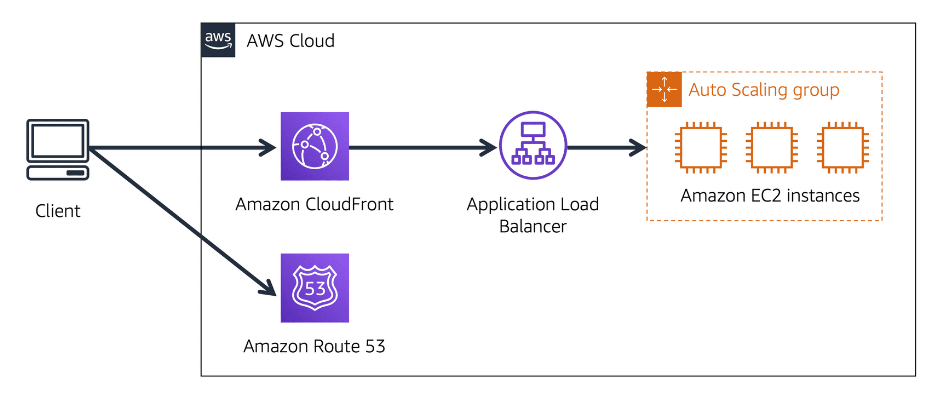 aws
AWS Cloud
Auto Scaling group
Client
Amazon CloudFront
Application Load
Balancer
Amazon EC2 instances
53
Amazon Route 53